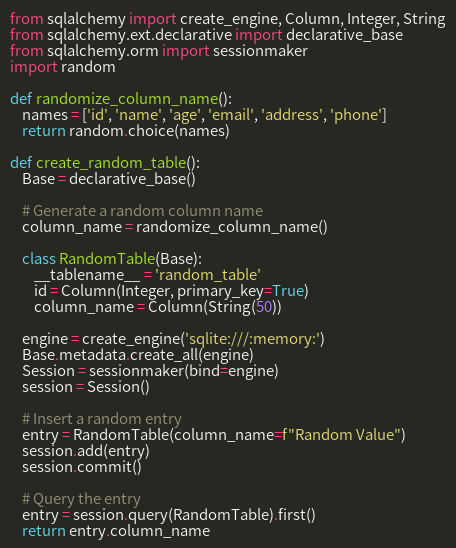 from sqlalchemy import create_engine, Column, Integer, String
from sqlalchemy.ext.declarative import declarative_base
from sqlalchemy.orm import sessionmaker
import random

def randomize_column_name():
    names = ['id', 'name', 'age', 'email', 'address', 'phone']
    return random.choice(names)

def create_random_table():
    Base = declarative_base()

    # Generate a random column name
    column_name = randomize_column_name()

    class RandomTable(Base):
        __tablename__ = 'random_table'
        id = Column(Integer, primary_key=True)
        column_name = Column(String(50))

    engine = create_engine('sqlite:///:memory:')
    Base.metadata.create_all(engine)
    Session = sessionmaker(bind=engine)
    session = Session()

    # Insert a random entry
    entry = RandomTable(column_name=f"Random Value")
    session.add(entry)
    session.commit()

    # Query the entry
    entry = session.query(RandomTable).first()
    return entry.column_name